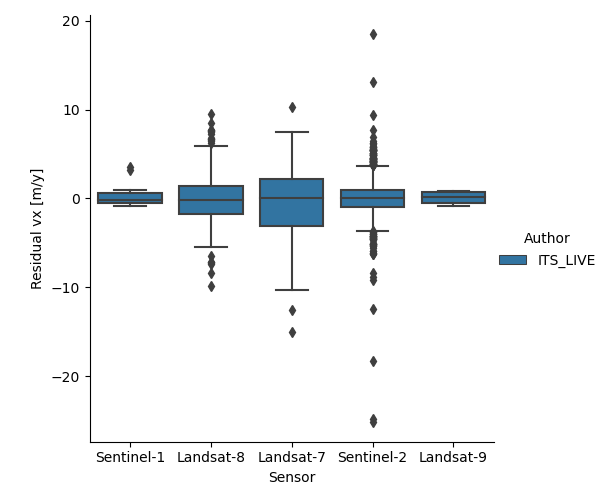 Residual vx [m/y]
20
10
0
−10
−20
Sentinel-1 Landsat-8 Landsat-7 Sentinel-2 Landsat-9
Sensor
Author
ITS_LIVE